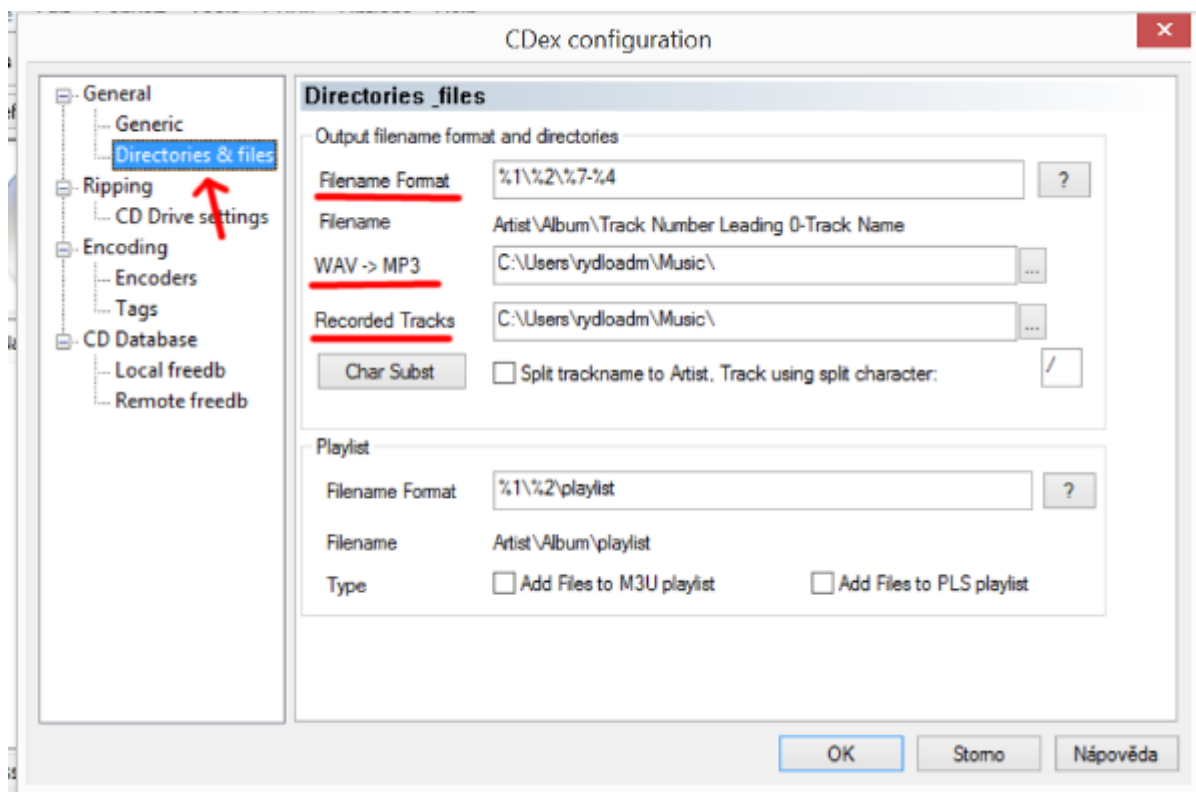 CDex configuration
General
Generic
Directories & files
Ripping
CD Drive settings
Encoding
Encoders
Tags
CD Database
Local freedb
Remote freedb
Directories _files
Output filename format and directories
Filename Format %1\%2\%7-%4 ?
Filename Artist\Album\Track Number Leading 0-Track Name
WAV -> MP3 C:\Users\rydloadm\Music\ ...
Recorded Tracks C:\Users\rydloadm\Music\ ...
Char Subst Split trackname to Artist, Track using split character: /
Playlist
Filename Format %1\%2\playlist ?
Filename Artist\Album\playlist
Type Add Files to M3U playlist Add Files to PLS playlist
OK Storno Nápověda